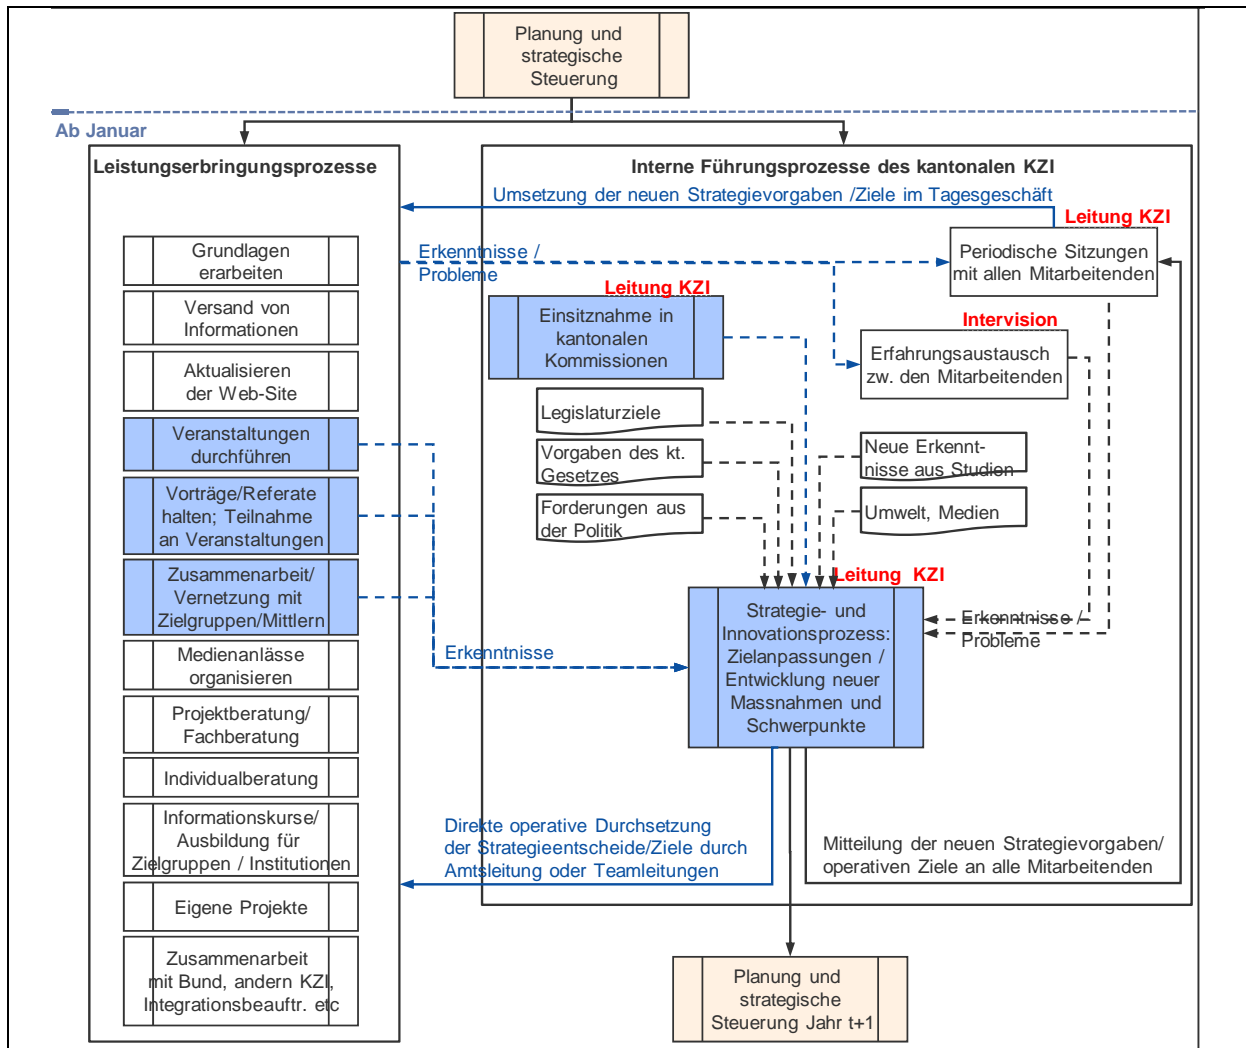 Planung und
strategische
Steuerung
Ab Januar
Leistungserbringungsprozesse
Grundlagen
erarbeiten
Versand von
Informationen
Aktualisieren
der Web-Site
Veranstaltungen
durchführen
Vorträge/Referate
halten; Teilnahme
an Veranstaltungen
Zusammenarbeit/
Vernetzung mit
Zielgruppen/Mittlern
Medienanlässe
organisieren
Projektberatung/
Fachberatung
Individualberatung
Informationskurse/
Ausbildung für
Zielgruppen / Institutionen
Eigene Projekte
Zusammenarbeit
mit Bund, andern KZI,
Integrationsbeauftr. etc
Interne Führungsprozesse des kantonalen KZI
Umsetzung der neuen Strategievorgaben /Ziele im Tagesgeschäft
Leitung KZI
Periodische Sitzungen
mit allen Mitarbeitenden
Erkenntnisse /
Probleme
Leitung KZI
Einsitznahme in
kantonalen
Kommissionen
Intervision
Erfahrungsaustausch
zw. den Mitarbeitenden
Legislaturziele
Vorgaben des kt.
Gesetzes
Forderungen aus
der Politik
Neue Erkennt-
nisse aus Studien
Umwelt, Medien
Leitung KZI
Strategie- und
Innovationsprozess:
Zielanpassungen /
Entwicklung neuer
Massnahmen und
Schwerpunkte
Erkenntnisse /
Probleme
Erkenntnisse
Direkte operative Durchsetzung
der Strategieentscheide/Ziele durch
Amtsleitung oder Teamleitungen
Mitteilung der neuen Strategievorgaben/
operativen Ziele an alle Mitarbeitenden
Planung und
strategische
Steuerung Jahr t+1